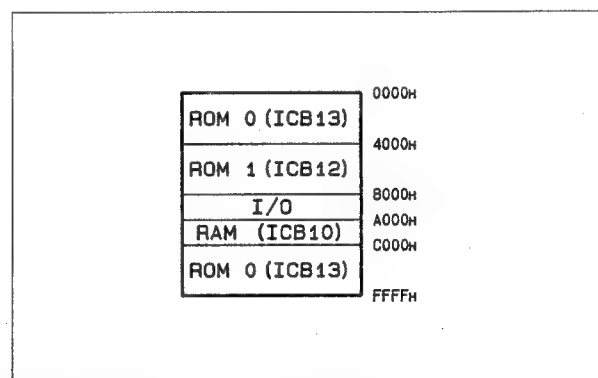 0000H
ROM 0 (ICB13)
4000H
ROM 1 (ICB12)
8000H
I/O
A000H
RAM (ICB10)
C000H
ROM 0 (ICB13)
FFFFH